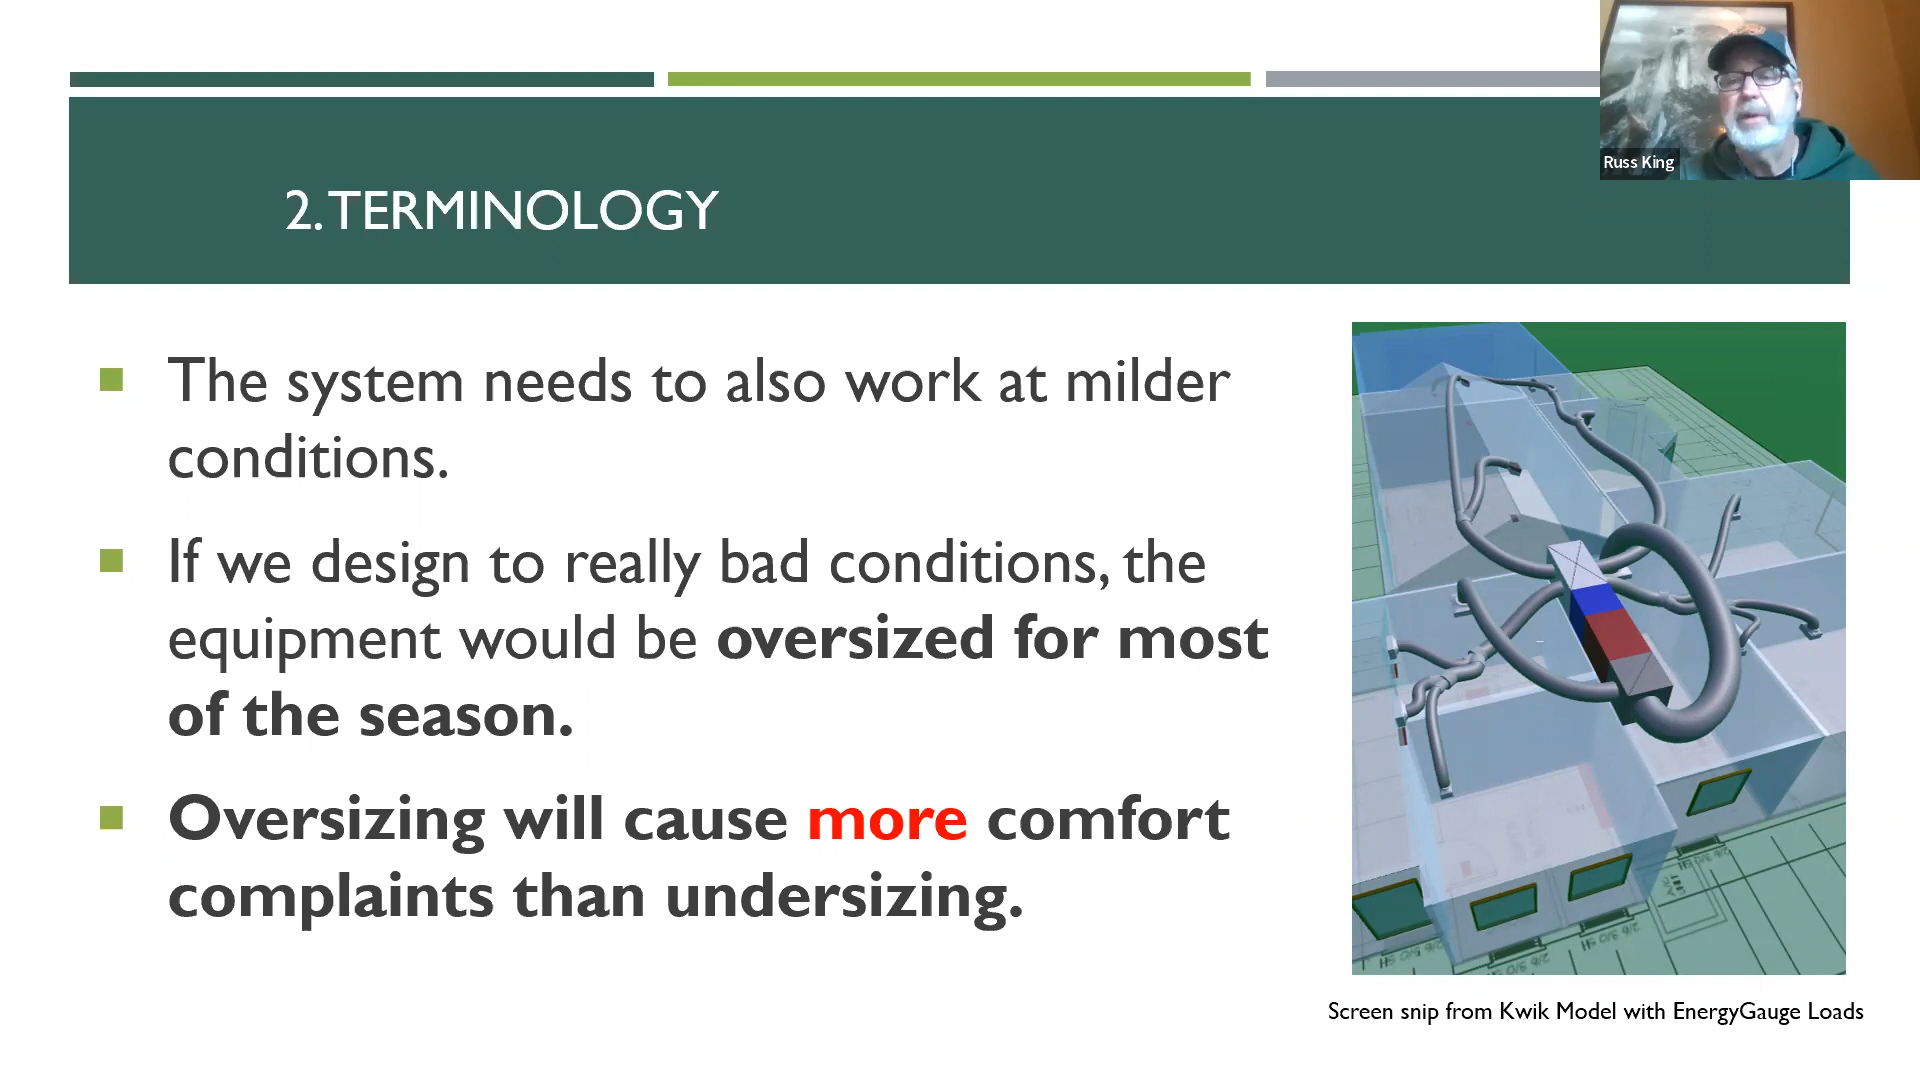 Russ King
2. TERMINOLOGY
The system needs to also work at milder
conditions.
If we design to really bad conditions, the
equipment would be oversized for most
of the season.
Oversizing will cause more comfort
complaints than undersizing.
Screen snip from Kwik Model with EnergyGauge Loads